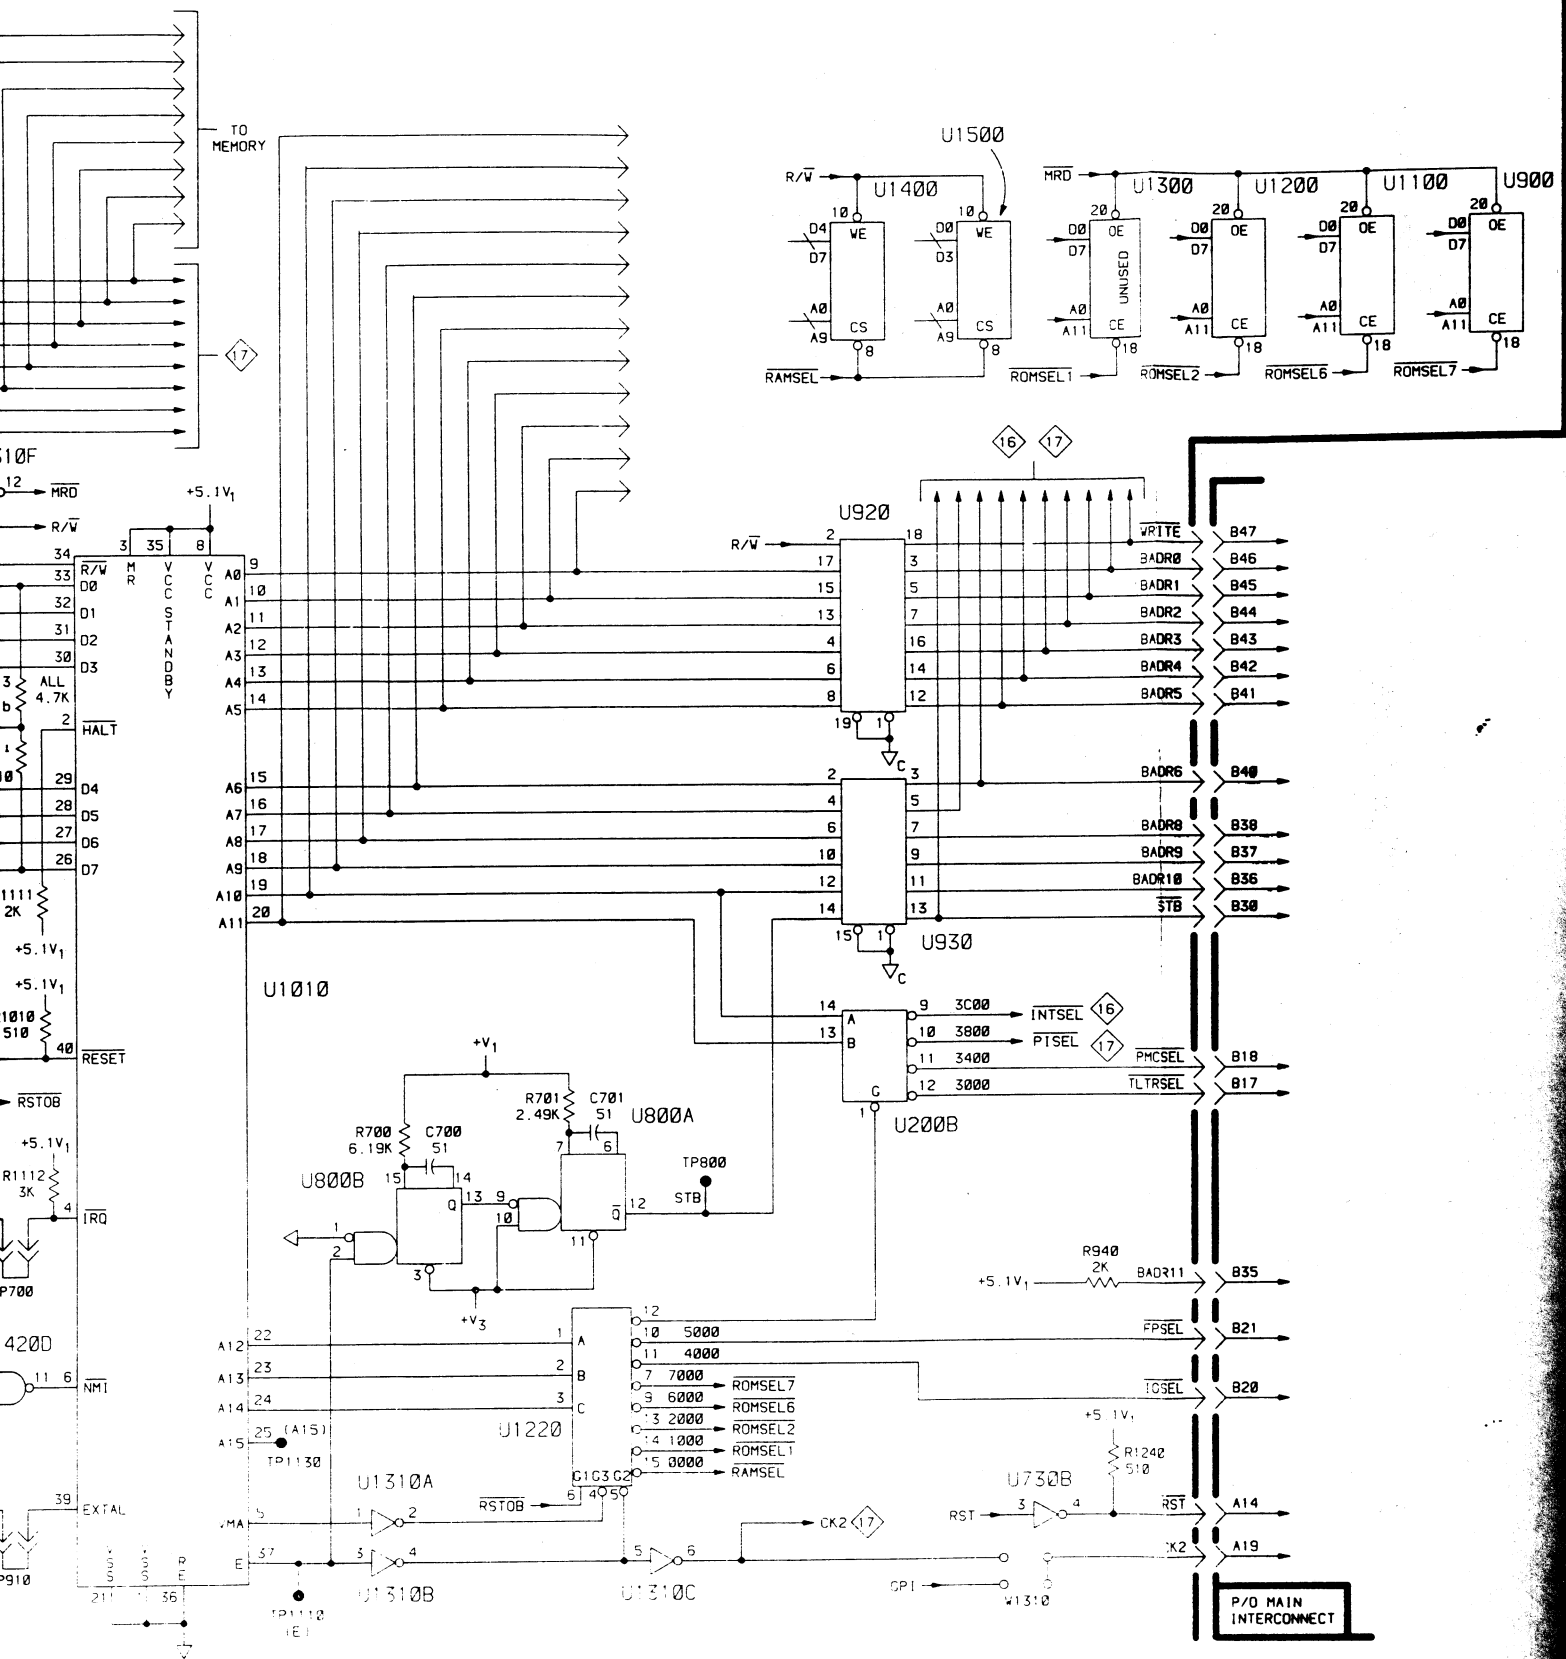 TO
MEMORY
17
U1500
R/W
U1400
MRD
U1300
U1200
U1100
U900
10
10
20
20
20
20
D4
D7
WE
D0
D3
WE
D0
D7
OE
D0
D7
OE
D0
D7
OE
D0
D7
OE
UNUSED
A0
A9
CS
A0
A9
CS
A0
A11
CE
A0
A11
CE
A0
A11
CE
A0
A11
CE
8
8
18
18
18
18
RAMSEL
ROMSEL1
ROMSEL2
ROMSEL6
ROMSEL7
16
17
310F
12
MRD
R/W
+5.1V1
3
35
8
MR
VCC STANDBY
VCC
34
R/W
33
D0
32
D1
31
D2
30
D3
ALL
4.7K
2
HALT
29
D4
28
D5
27
D6
26
D7
1111
2K
+5.1V1
+5.1V1
1010
510
40
RESET
RSTOB
+5.1V1
R1112
3K
4
IRQ
P700
420D
11
6
NMI
39
EXTAL
P910
A0
9
A1
10
A2
11
A3
12
A4
13
A5
14
A6
15
A7
16
A8
17
A9
18
A10
19
A11
20
U1010
U920
R/W
2
18
17
3
15
5
13
7
4
16
6
14
8
12
19
1
C
WRITE
B47
BADR0
B46
BADR1
B45
BADR2
B44
BADR3
B43
BADR4
B42
BADR5
B41
2
3
4
5
6
7
10
9
12
11
14
13
15
1
U930
C
BADR6
B40
BADR8
B38
BADR9
B37
BADR10
B36
STB
B30
14
A
13
B
G
1
U200B
9
3C00
INTSEL
16
10
3800
PISEL
17
11
3400
PMCSEL
B18
12
3000
TLTRSEL
B17
+V1
R701
2.49K
C701
51
U800A
R700
6.19K
C700
51
U800B
15
14
7
6
Q
13
9
10
Q
12
11
1
2
3
+V3
TP800
STB
R940
2K
+5.1V1
BADR11
B35
A12
22
1
A
A13
23
2
B
A14
24
3
C
A15
25
(A15)
TP1130
U1220
12
10
5000
11
4000
7
7000
ROMSEL7
9
6000
ROMSEL6
13
2000
ROMSEL2
14
1000
ROMSEL1
15
0000
RAMSEL
G1
G3
G2
6
4
5
RSTOB
FPSEL
B21
B20
+5.1V1
R1240
510
U730B
RST
3
4
RST
A14
U1310A
1
2
CK2
17
E
37
3
4
U1310B
5
6
U1310C
TP1110
(E)
36
GPI
W1310
A19
P/O MAIN
INTERCONNECT